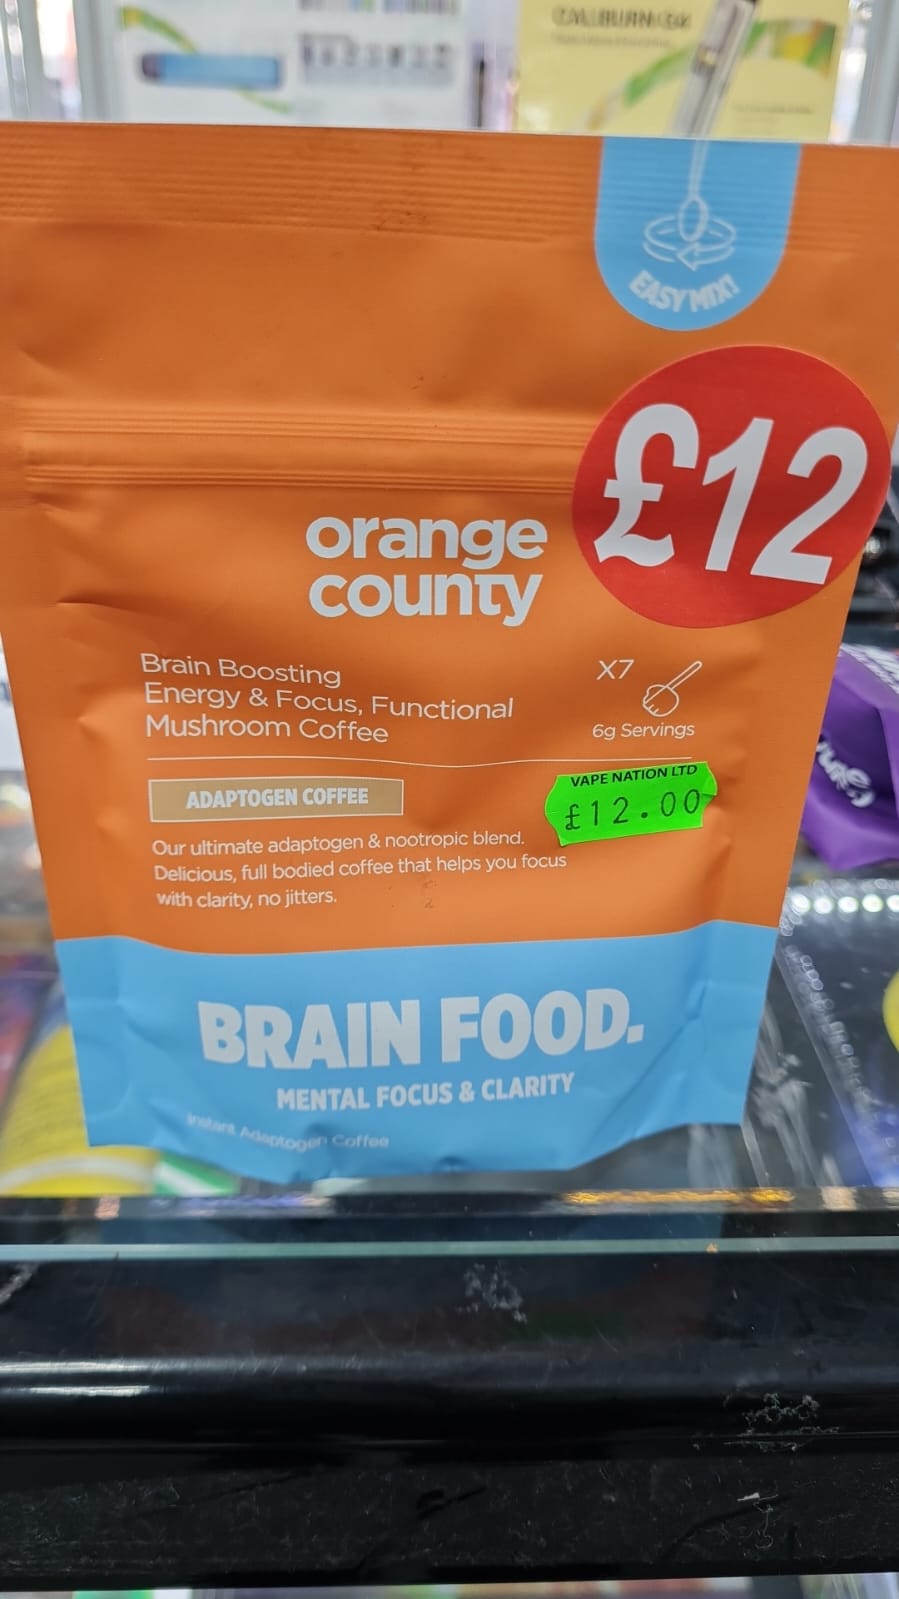 CALIBURN G4
EASY MIX!
£12
orange
county
Brain Boosting
Energy & Focus, Functional
Mushroom Coffee
X7
6g Servings
ADAPTOGEN COFFEE
VAPE NATION LTD
£12.00
Our ultimate adaptogen & nootropic blend.
Delicious, full bodied coffee that helps you focus
with clarity, no jitters.
BRAIN FOOD.
MENTAL FOCUS & CLARITY
Instant Adaptogen Coffee